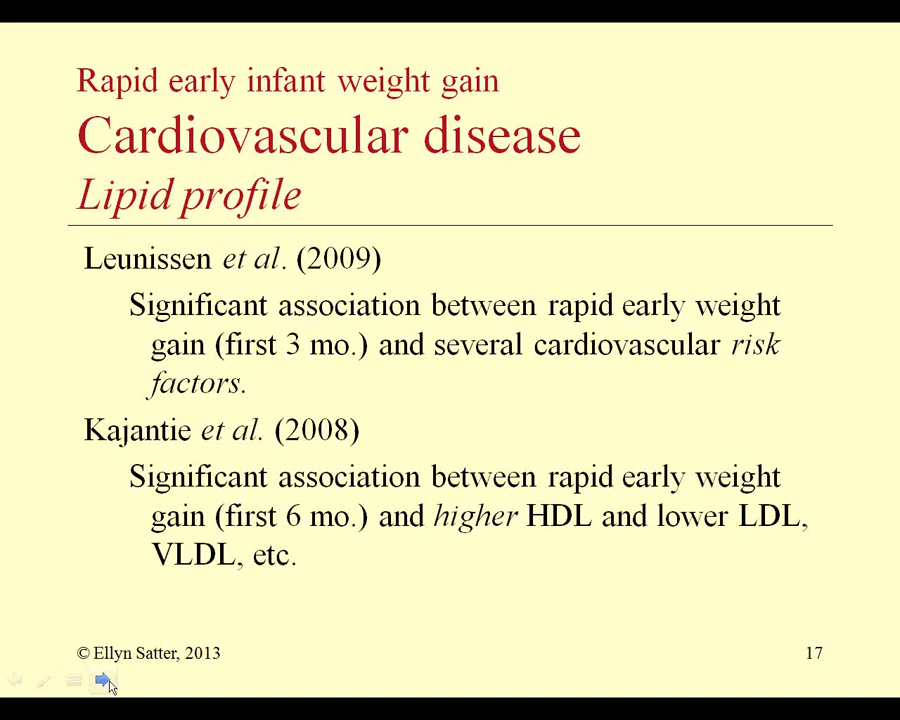 Rapid early infant weight gain
Cardiovascular disease
Lipid profile
Leunissen et al. (2009)
Significant association between rapid early weight
gain (first 3 mo.) and several cardiovascular risk
factors.
Kajantie et al. (2008)
Significant association between rapid early weight
gain (first 6 mo.) and higher HDL and lower LDL,
VLDL, etc.
© Ellyn Satter, 2013
17